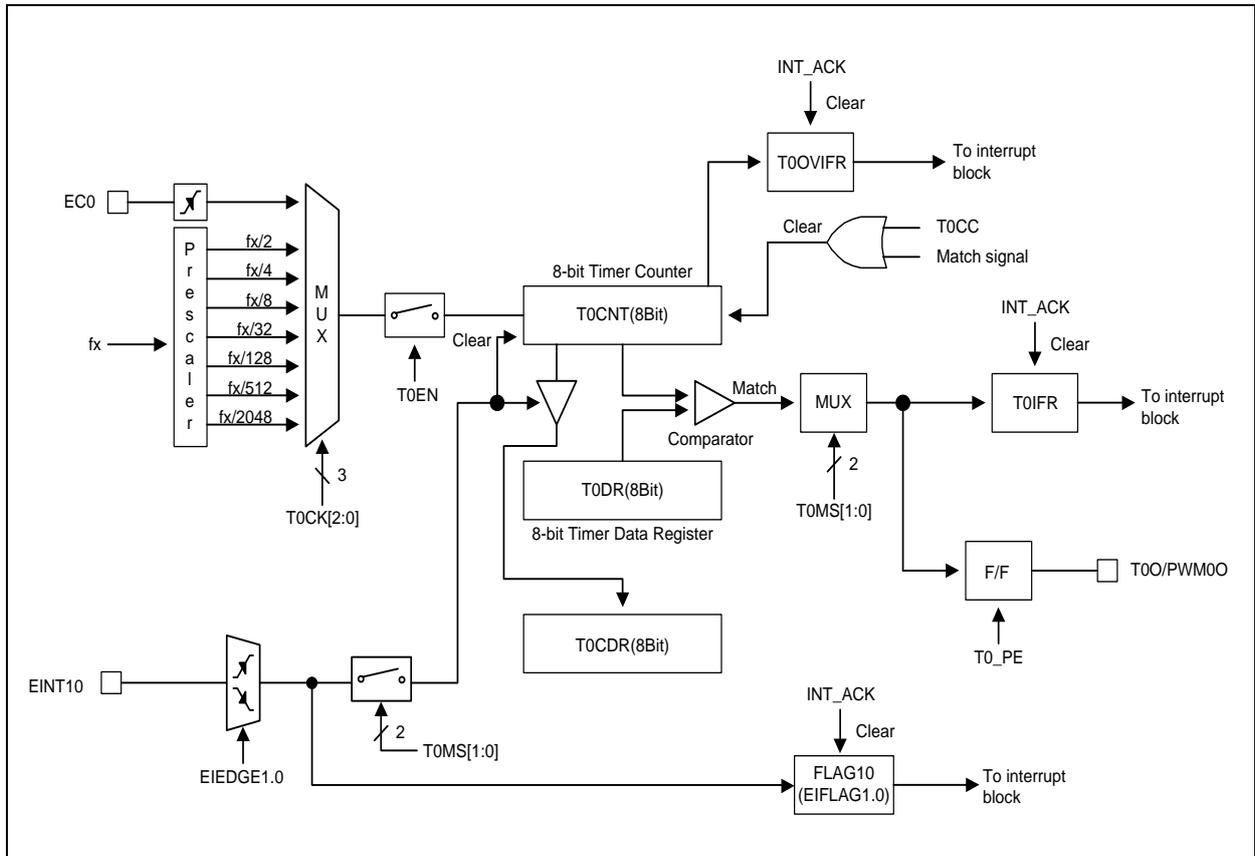 INT_ACK
Clear
T0OVIFR
To interrupt
block
EC0
Clear
T0CC
Match signal
P
r
e
s
c
a
l
e
r
fx/2
fx/4
fx/8
fx/32
fx/128
fx/512
fx/2048
fx
M
U
X
3
T0CK[2:0]
T0EN
8-bit Timer Counter
T0CNT(8Bit)
Clear
INT_ACK
Clear
Match
Comparator
MUX
2
T0MS[1:0]
T0IFR
To interrupt
block
T0DR(8Bit)
8-bit Timer Data Register
F/F
T0O/PWM0O
T0_PE
T0CDR(8Bit)
EINT10
EIEDGE1.0
2
T0MS[1:0]
INT_ACK
Clear
FLAG10
(EIFLAG1.0)
To interrupt
block